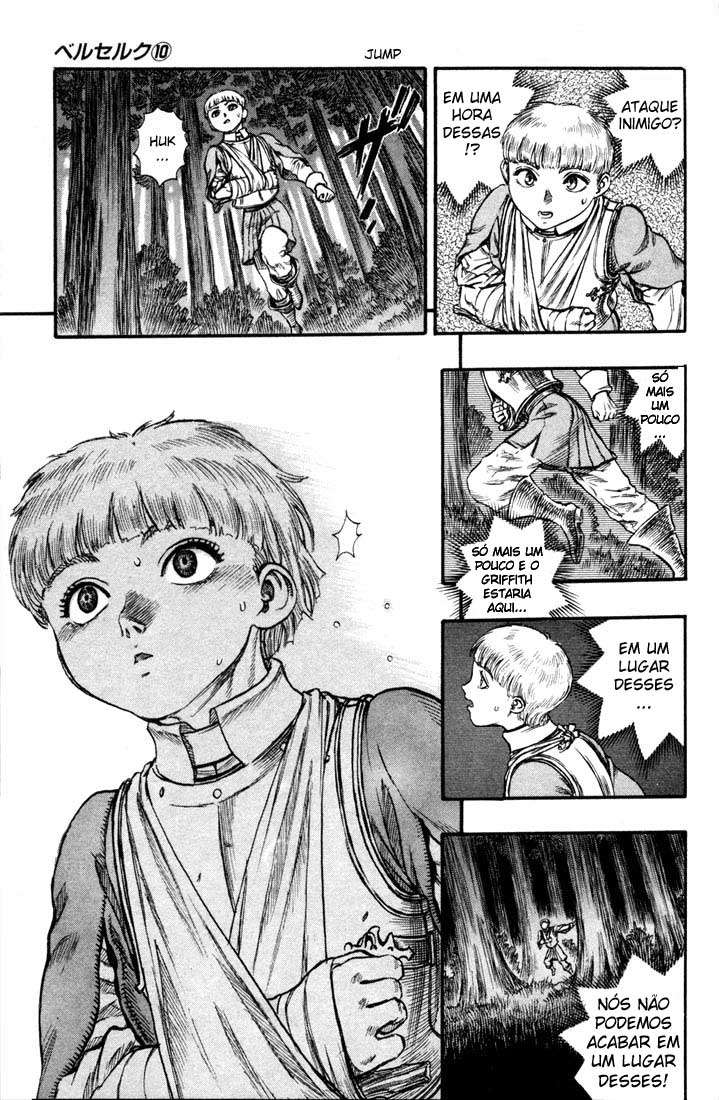 ベルセルク⑩
JUMP
ATAQUE
INIMIGO?
EM UMA
HORA
DESSAS
!?
HUK
...
SÓ
MAIS
UM
POUCO
...
SÓ MAIS UM
POUCO E O
GRIFFITH
ESTARIA
AQUI...
EM UM
LUGAR
DESSES
...
NÓS NÃO
PODEMOS
ACABAR EM
UM LUGAR
DESSES!